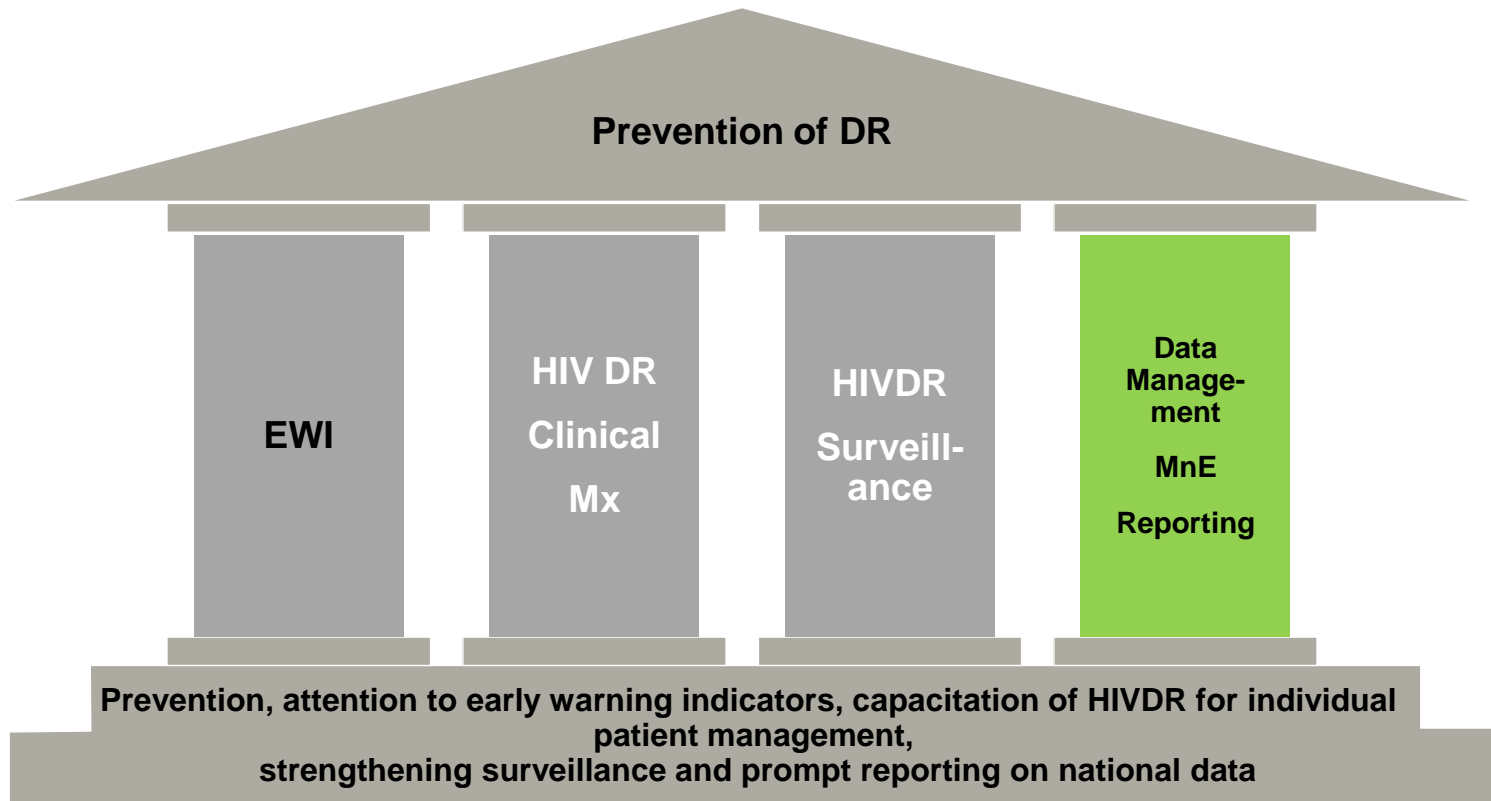 Prevention of DR
EWI
HIV DR
Clinical
Mx
HIVDR
Surveill-
ance
Data
Manage-
ment
MnE
Reporting
Prevention, attention to early warning indicators, capacitation of HIVDR for individual
patient management,
strengthening surveillance and prompt reporting on national data